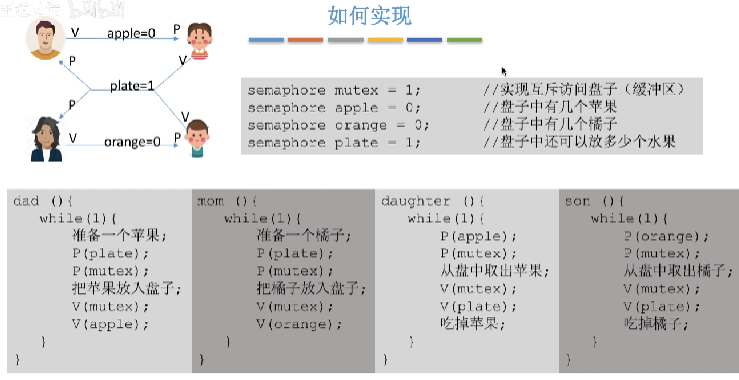 如何实现
V apple=0 P
P V
plate=1
P V
V orange=0 P
semaphore mutex = 1; //实现互斥访问盘子（缓冲区）
semaphore apple = 0; //盘子中有几个苹果
semaphore orange = 0; //盘子中有几个橘子
semaphore plate = 1; //盘子中还可以放多少个水果
dad (){
while(1){
准备一个苹果;
P(plate);
P(mutex);
把苹果放入盘子;
V(mutex);
V(apple);
}
}
mom (){
while(1){
准备一个橘子;
P(plate);
P(mutex);
把橘子放入盘子;
V(mutex);
V(orange);
}
}
daughter (){
while(1){
P(apple);
P(mutex);
从盘中取出苹果;
V(mutex);
V(plate);
吃掉苹果;
}
}
son (){
while(1){
P(orange);
P(mutex);
从盘中取出橘子;
V(mutex);
V(plate);
吃掉橘子;
}
}